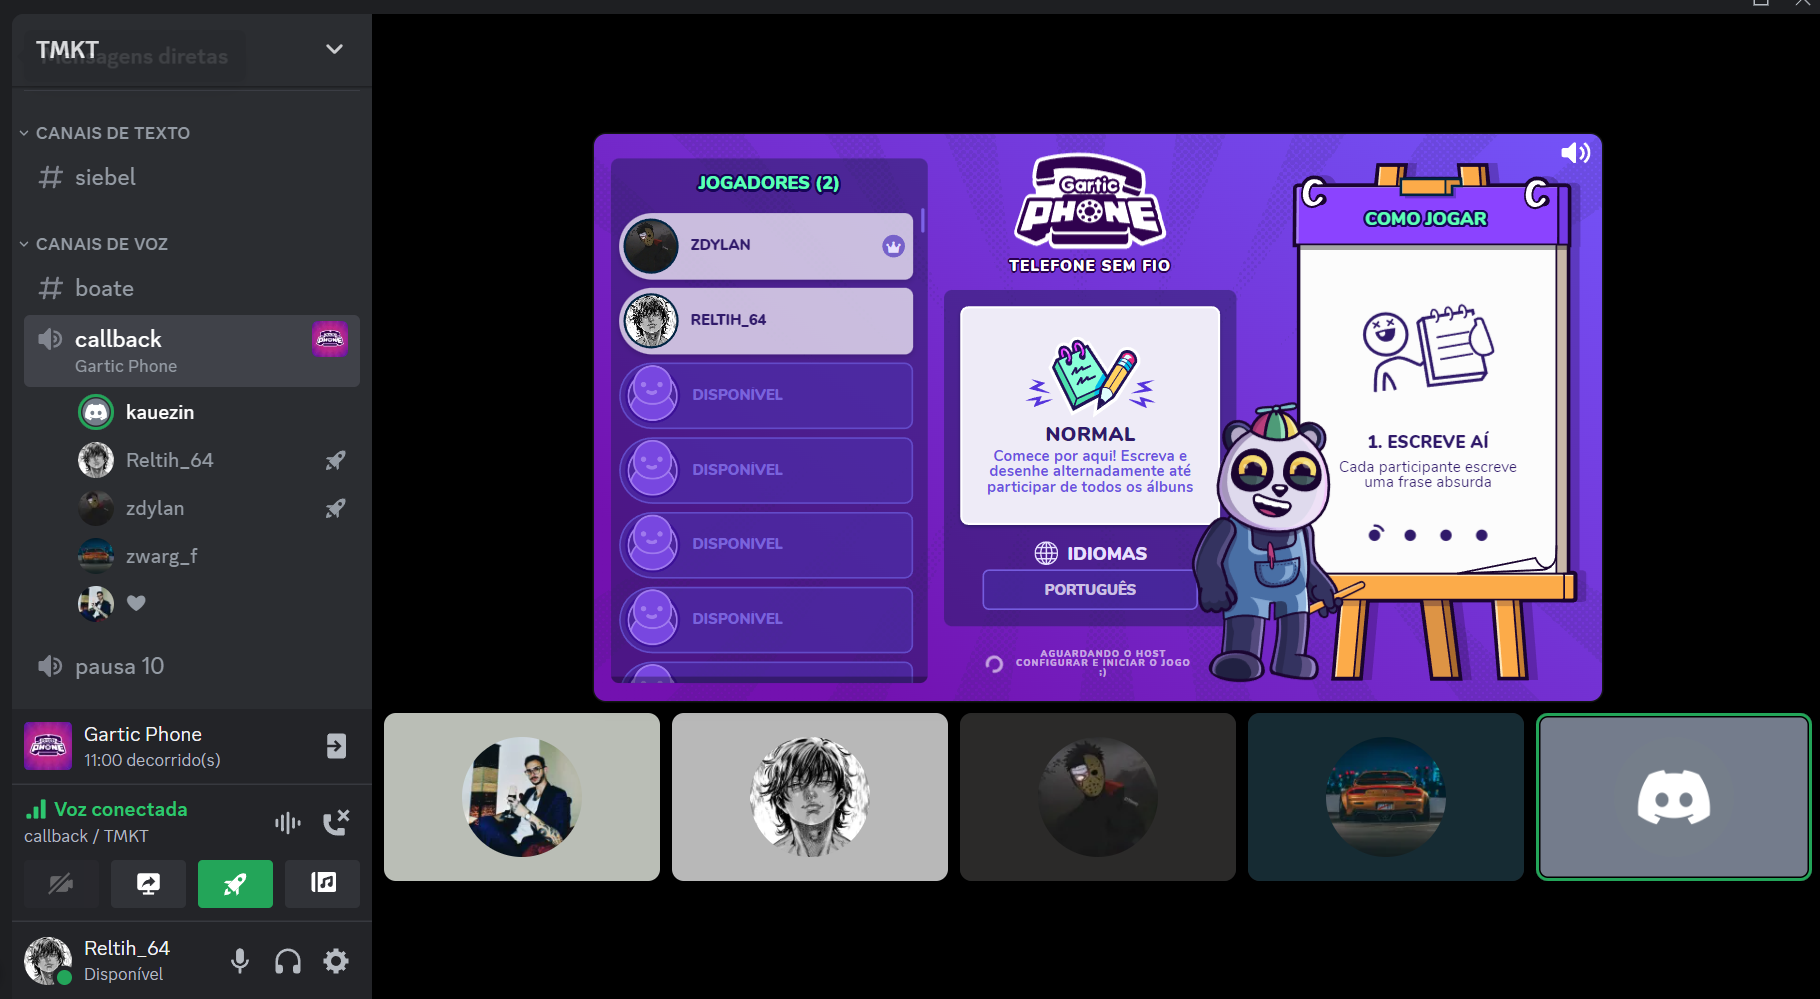 TMKT
Mensagens diretas
CANAIS DE TEXTO
siebel
CANAIS DE VOZ
boate
callback
Gartic Phone
kauezin
Reltih_64
zdylan
zwarg_f
pausa 10
Gartic Phone
11:00 decorrido(s)
Voz conectada
callback / TMKT
Reltih_64
Disponível
JOGADORES (2)
ZDYLAN
RELTIH_64
DISPONIVEL
DISPONIVEL
DISPONIVEL
DISPONIVEL
Gartic
PHONE
TELEFONE SEM FIO
NORMAL
Comece por aqui! Escreva e
desenhe alternadamente até
participar de todos os álbuns
IDIOMAS
PORTUGUÊS
AGUARDANDO O HOST
CONFIGURAR E INICIAR O JOGO
;)
COMO JOGAR
1. ESCREVE AÍ
Cada participante escreve
uma frase absurda